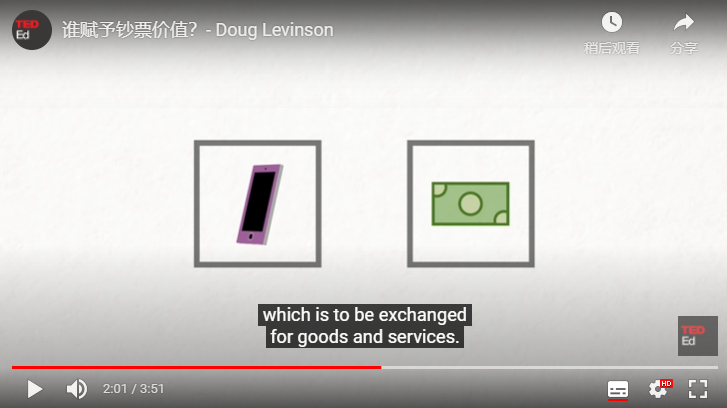 TED
Ed
谁赋予钞票价值？- Doug Levinson
稍后观看
分享
which is to be exchanged
for goods and services.
TED
Ed
2:01 / 3:51
HD